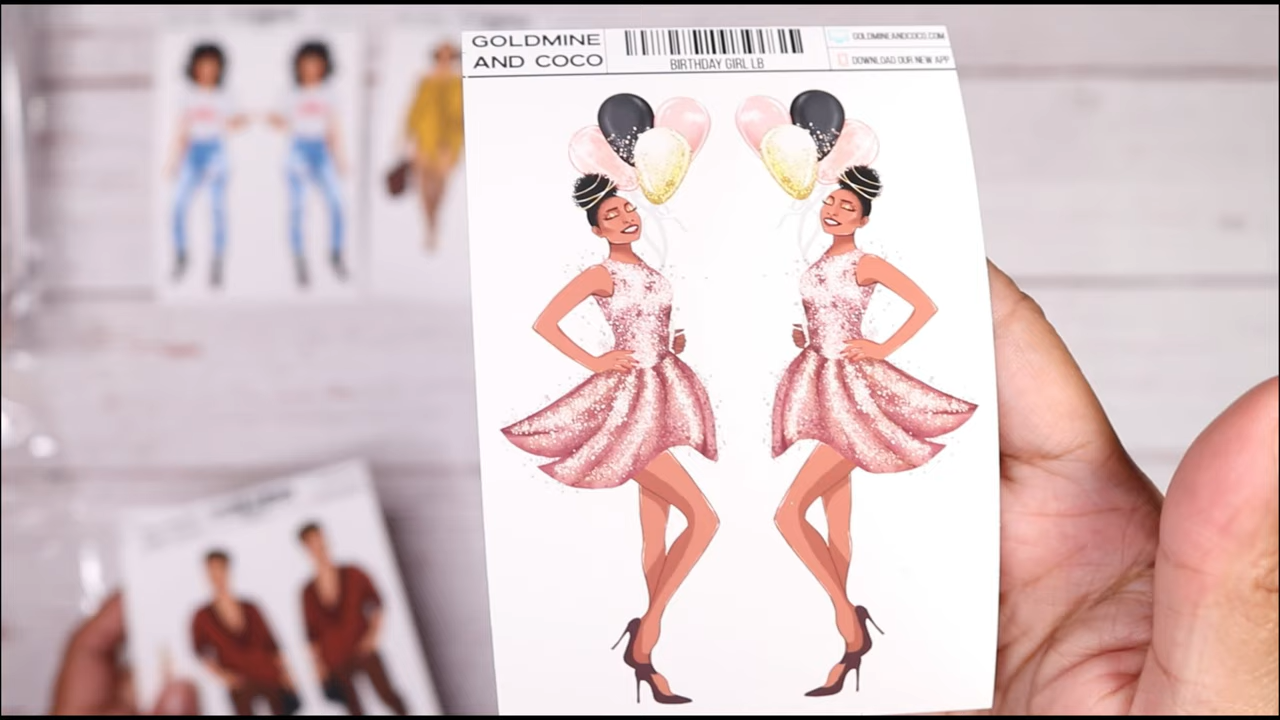 GOLDMINE
AND COCO
BIRTHDAY GIRL LB
GOLDMINEANDCOCO.COM
DOWNLOAD OUR NEW APP